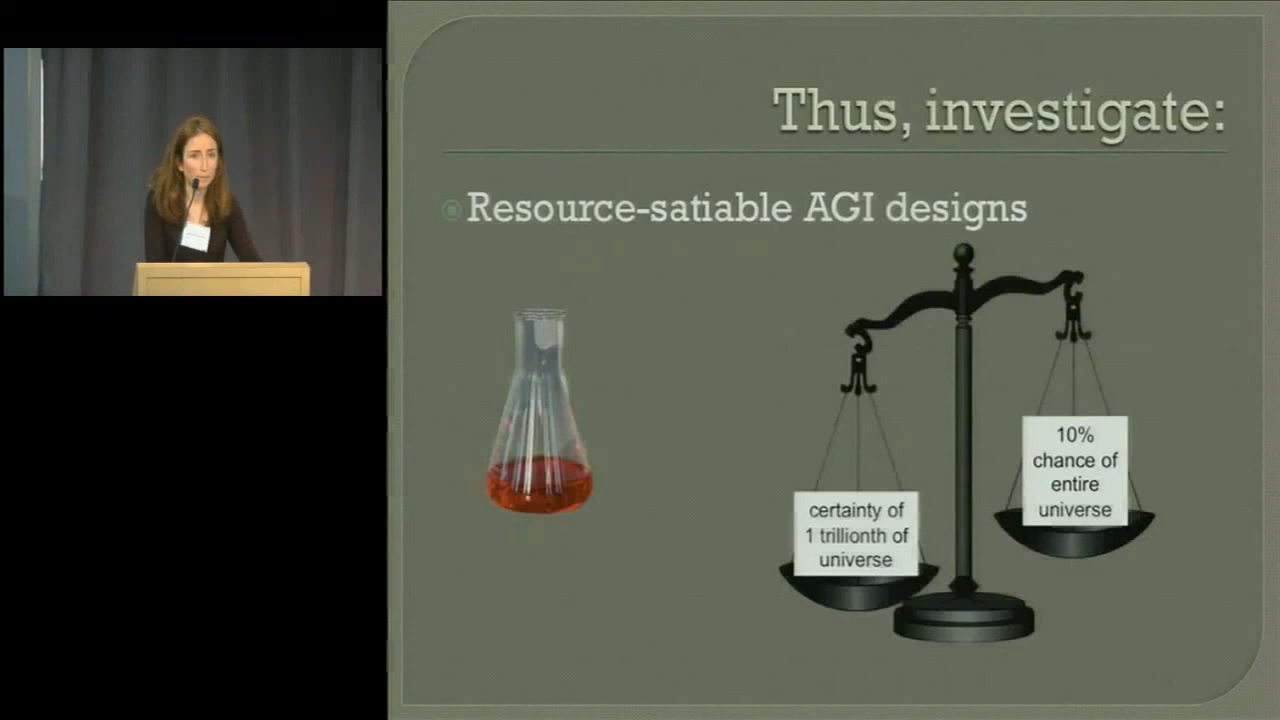 Thus, investigate:
Resource-satiable AGI designs
10%
chance of
entire
universe
certainty of
1 trillionth of
universe